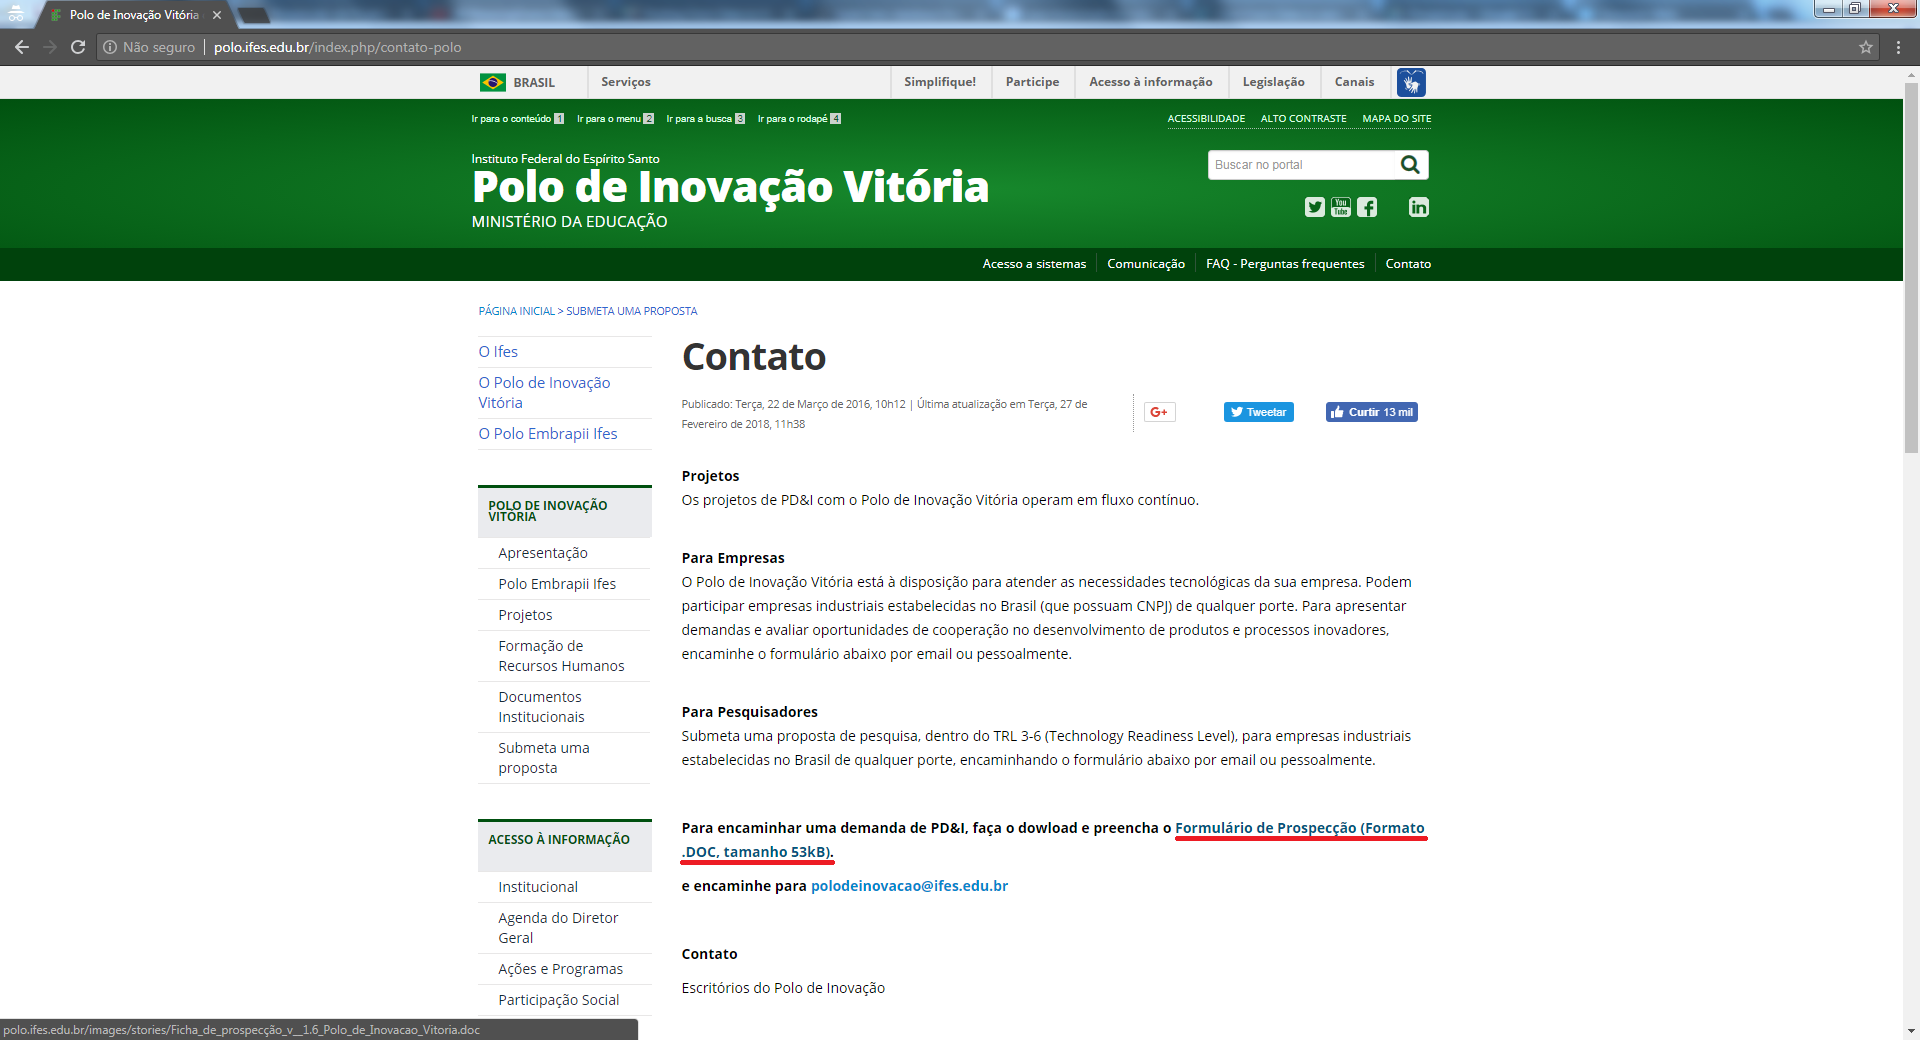 Polo de Inovação Vitória
Não seguro | polo.ifes.edu.br/index.php/contato-polo
BRASIL Serviços Simplifique! Participe Acesso à informação Legislação Canais
Ir para o conteúdo 1 Ir para o menu 2 Ir para a busca 3 Ir para o rodapé 4 ACESSIBILIDADE ALTO CONTRASTE MAPA DO SITE
Instituto Federal do Espírito Santo
Polo de Inovação Vitória
MINISTÉRIO DA EDUCAÇÃO
Buscar no portal
You Tube
Acesso a sistemas Comunicação FAQ - Perguntas frequentes Contato
PÁGINA INICIAL > SUBMETA UMA PROPOSTA
O Ifes
O Polo de Inovação
Vitória
O Polo Embrapii Ifes
POLO DE INOVAÇÃO
VITÓRIA
Apresentação
Polo Embrapii Ifes
Projetos
Formação de
Recursos Humanos
Documentos
Institucionais
Submeta uma
proposta
ACESSO À INFORMAÇÃO
Institucional
Agenda do Diretor
Geral
Ações e Programas
Participação Social
Contato
Publicado: Terça, 22 de Março de 2016, 10h12 | Última atualização em Terça, 27 de
Fevereiro de 2018, 11h38
G+ Tweetar Curtir 13 mil
Projetos
Os projetos de PD&I com o Polo de Inovação Vitória operam em fluxo contínuo.
Para Empresas
O Polo de Inovação Vitória está à disposição para atender as necessidades tecnológicas da sua empresa. Podem
participar empresas industriais estabelecidas no Brasil (que possuam CNPJ) de qualquer porte. Para apresentar
demandas e avaliar oportunidades de cooperação no desenvolvimento de produtos e processos inovadores,
encaminhe o formulário abaixo por email ou pessoalmente.
Para Pesquisadores
Submeta uma proposta de pesquisa, dentro do TRL 3-6 (Technology Readiness Level), para empresas industriais
estabelecidas no Brasil de qualquer porte, encaminhando o formulário abaixo por email ou pessoalmente.
Para encaminhar uma demanda de PD&I, faça o dowload e preencha o Formulário de Prospecção (Formato
.DOC, tamanho 53kB).
e encaminhe para polodeinovacao@ifes.edu.br
Contato
Escritórios do Polo de Inovação
polo.ifes.edu.br/images/stories/Ficha_de_prospecção_v__1.6_Polo_de_Inovacao_Vitoria.doc